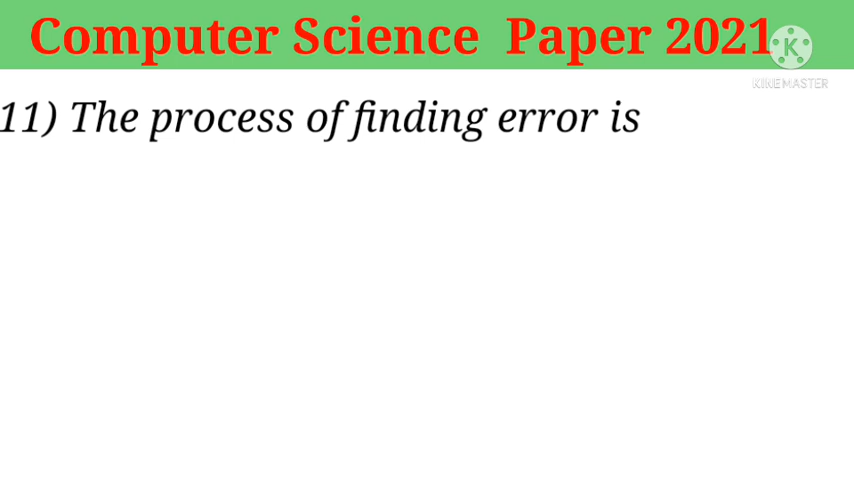 Computer Science Paper 2021
K
KINEMASTER
11) The process of finding error is